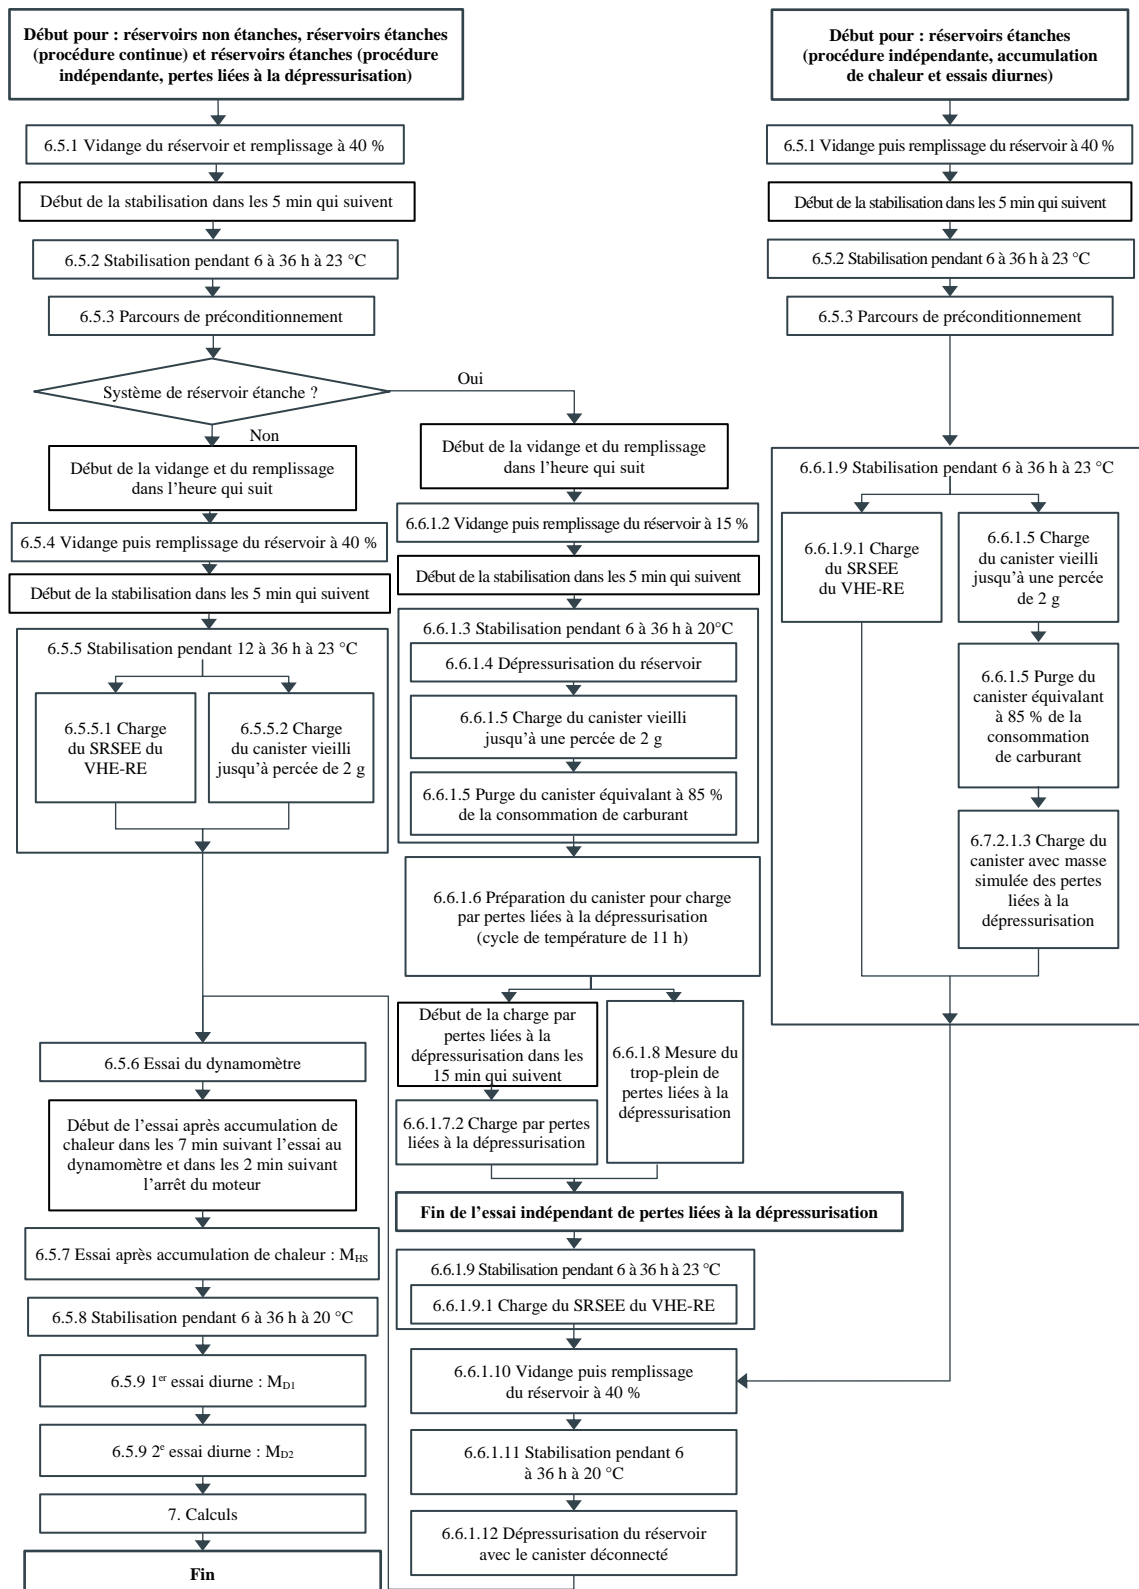 Début pour : réservoirs non étanches, réservoirs étanches
(procédure continue) et réservoirs étanches (procédure
indépendante, pertes liées à la dépressurisation)
6.5.1 Vidange du réservoir et remplissage à 40 %
Début de la stabilisation dans les 5 min qui suivent
6.5.2 Stabilisation pendant 6 à 36 h à 23 °C
6.5.3 Parcours de préconditionnement
Système de réservoir étanche ?
Oui
Non
Début de la vidange et du remplissage
dans l'heure qui suit
6.5.4 Vidange puis remplissage du réservoir à 40 %
Début de la stabilisation dans les 5 min qui suivent
6.5.5 Stabilisation pendant 12 à 36 h à 23 °C
6.5.5.1 Charge
du SRSEE du
VHE-RE
6.5.5.2 Charge
du canister vieilli
jusqu'à percée de 2 g
6.5.6 Essai du dynamomètre
Début de l'essai après accumulation de
chaleur dans les 7 min suivant l'essai au
dynamomètre et dans les 2 min suivant
l'arrêt du moteur
6.5.7 Essai après accumulation de chaleur : MHS
6.5.8 Stabilisation pendant 6 à 36 h à 20 °C
6.5.9 1er essai diurne : MD1
6.5.9 2e essai diurne : MD2
7. Calculs
Fin
Début de la vidange et du remplissage
dans l'heure qui suit
6.6.1.2 Vidange puis remplissage du réservoir à 15 %
Début de la stabilisation dans les 5 min qui suivent
6.6.1.3 Stabilisation pendant 6 à 36 h à 20°C
6.6.1.4 Dépressurisation du réservoir
6.6.1.5 Charge du canister vieilli
jusqu'à une percée de 2 g
6.6.1.5 Purge du canister équivalant à 85 %
de la consommation de carburant
6.6.1.6 Préparation du canister pour charge
par pertes liées à la dépressurisation
(cycle de température de 11 h)
Début de la charge par
pertes liées à la
dépressurisation dans les
15 min qui suivent
6.6.1.7.2 Charge par pertes
liées à la dépressurisation
6.6.1.8 Mesure du
trop-plein de
pertes liées à la
dépressurisation
Fin de l'essai indépendant de pertes liées à la dépressurisation
6.6.1.9 Stabilisation pendant 6 à 36 h à 23 °C
6.6.1.9.1 Charge du SRSEE du VHE-RE
6.6.1.10 Vidange puis remplissage
du réservoir à 40 %
6.6.1.11 Stabilisation pendant 6
à 36 h à 20 °C
6.6.1.12 Dépressurisation du réservoir
avec le canister déconnecté
Début pour : réservoirs étanches
(procédure indépendante, accumulation
de chaleur et essais diurnes)
6.5.1 Vidange puis remplissage du réservoir à 40 %
Début de la stabilisation dans les 5 min qui suivent
6.5.2 Stabilisation pendant 6 à 36 h à 23 °C
6.5.3 Parcours de préconditionnement
6.6.1.9 Stabilisation pendant 6 à 36 h à 23 °C
6.6.1.9.1 Charge
du SRSEE
du VHE-RE
6.6.1.5 Charge
du canister vieilli
jusqu'à une percée
de 2 g
6.6.1.5 Purge du
canister équivalant
à 85 % de la
consommation
de carburant
6.7.2.1.3 Charge du
canister avec masse
simulée des pertes
liées à la
dépressurisation